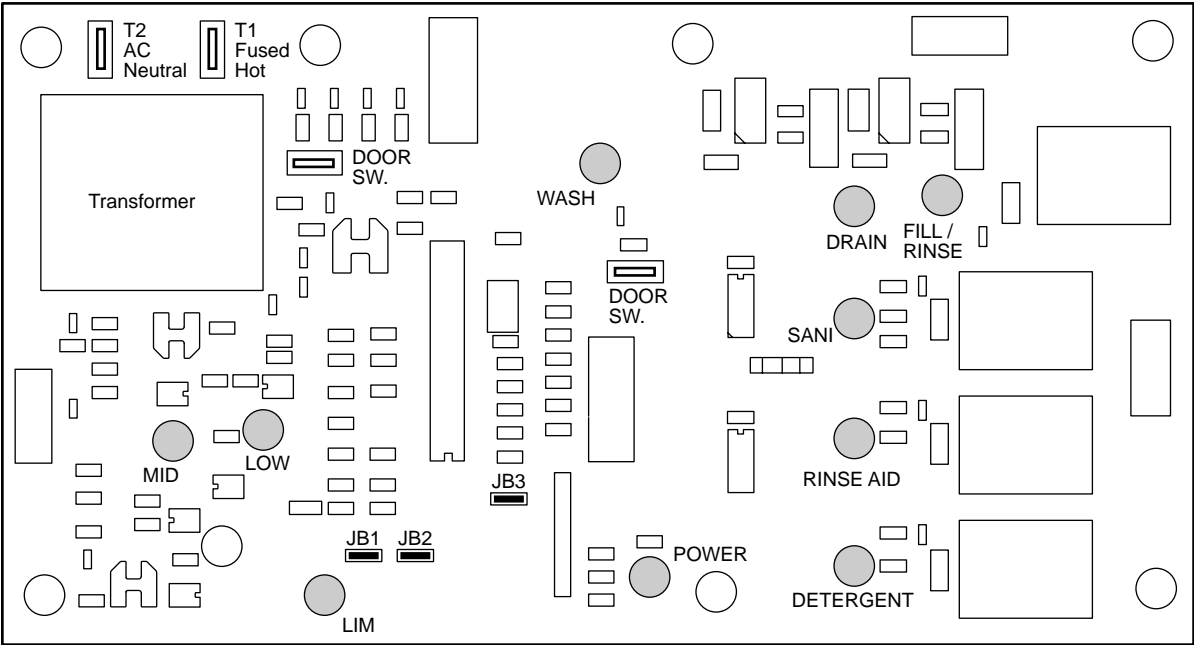 T2
AC
Neutral
T1
Fused
Hot
DOOR
SW.
Transformer
WASH
DRAIN
FILL /
RINSE
DOOR
SW.
SANI
MID
LOW
RINSE AID
JB3
JB1
JB2
POWER
DETERGENT
LIM